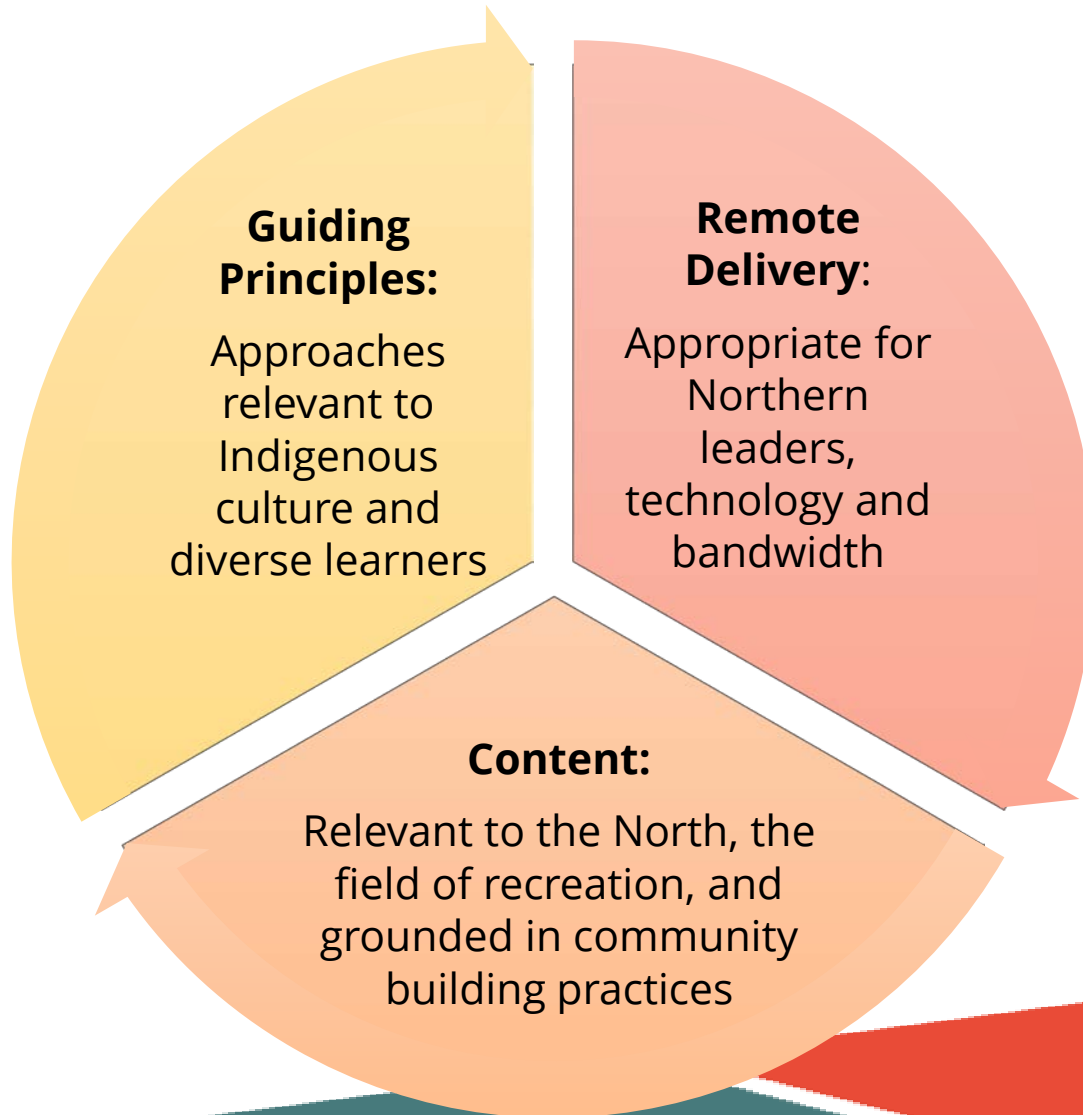 Guiding
Principles:
Approaches
relevant to
Indigenous
culture and
diverse learners
Remote
Delivery:
Appropriate for
Northern
leaders,
technology and
bandwidth
Content:
Relevant to the North, the
field of recreation, and
grounded in community
building practices